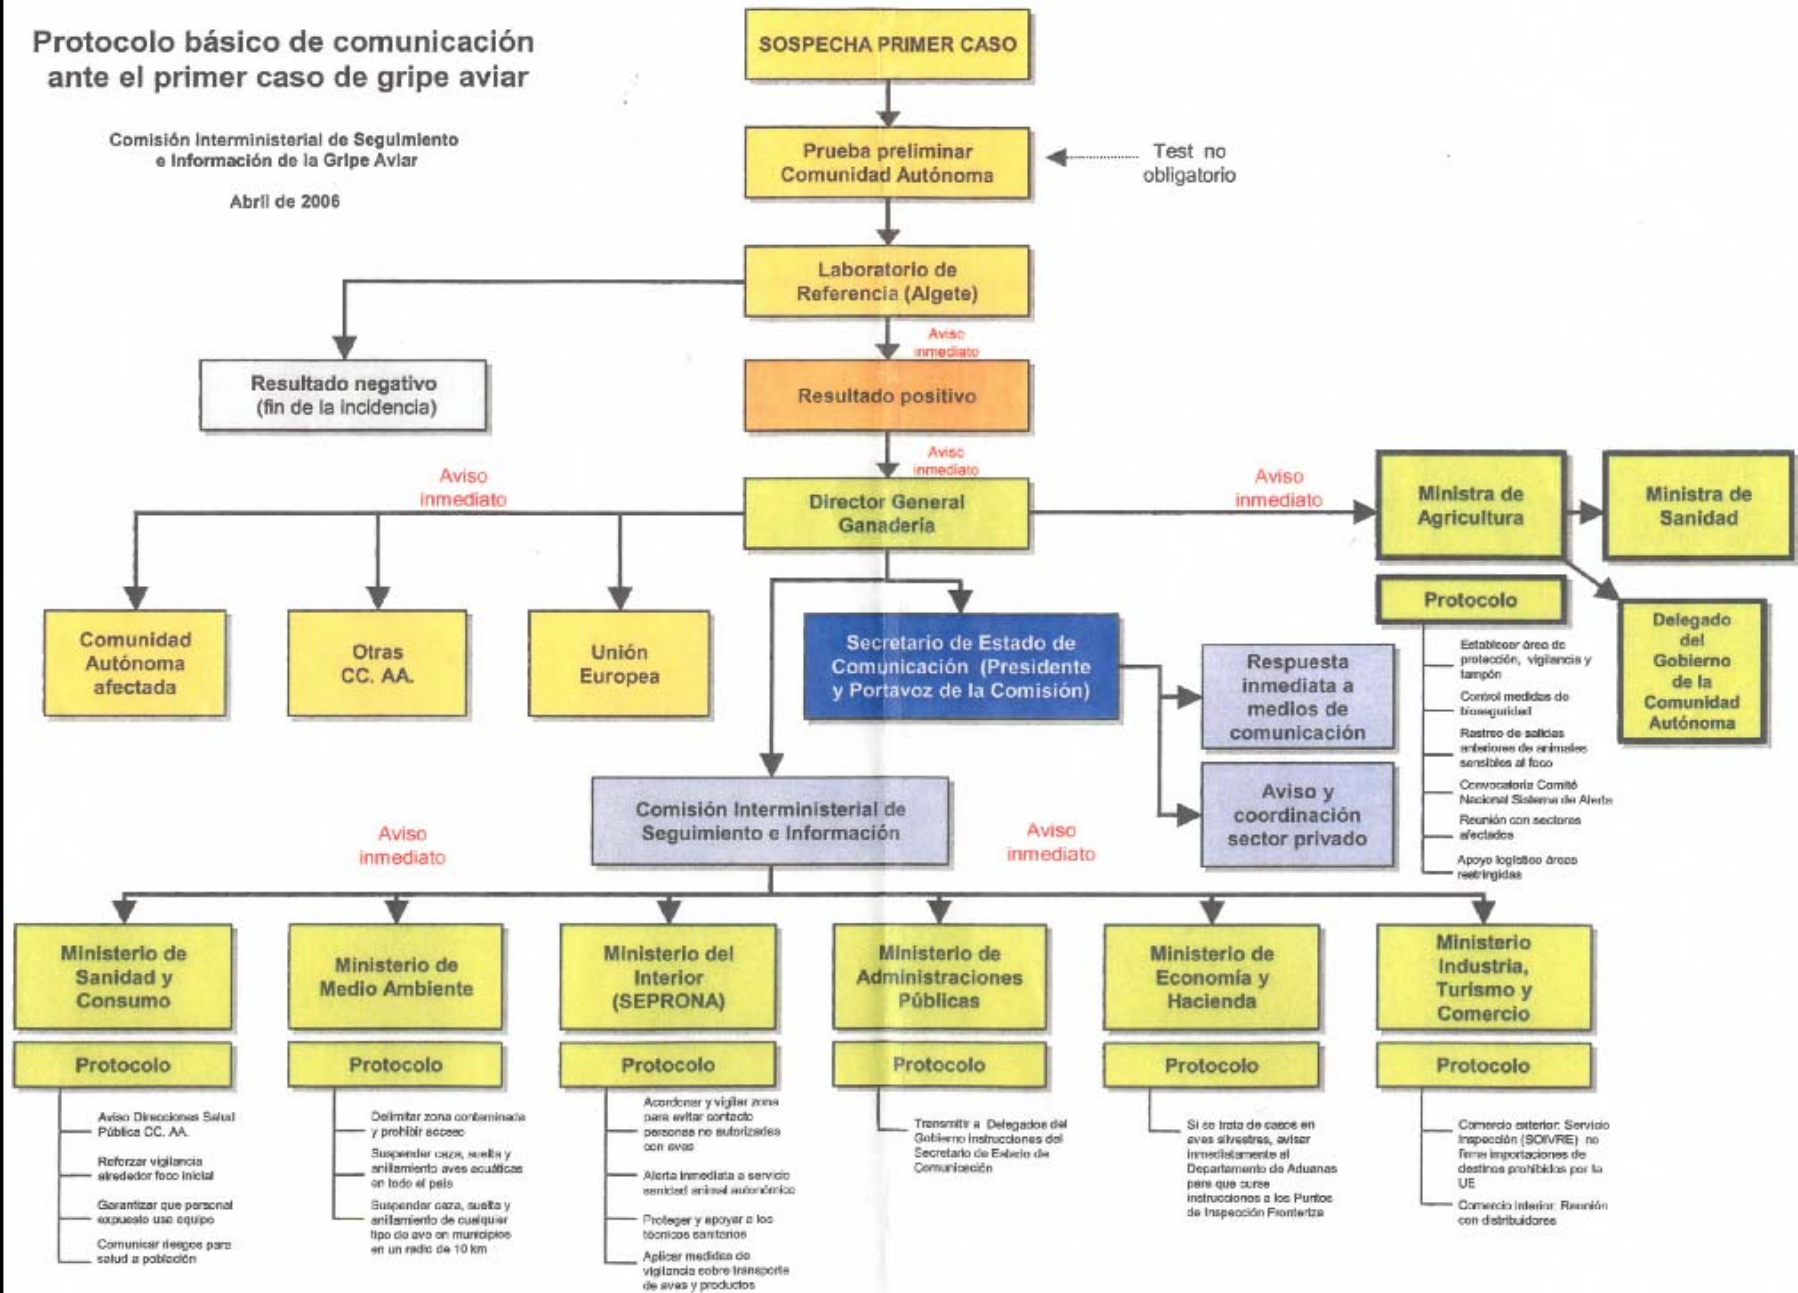 Protocolo básico de comunicación
ante el primer caso de gripe aviar
Comisión Interministerial de Seguimiento
e Información de la Gripe Aviar
Abril de 2006
SOSPECHA PRIMER CASO
Prueba preliminar
Comunidad Autónoma
Test no
obligatorio
Laboratorio de
Referencia (Algete)
Aviso
inmediato
Resultado negativo
(fin de la incidencia)
Resultado positivo
Aviso
inmediato
Aviso
inmediato
Director General
Ganadería
Aviso
inmediato
Ministra de
Agricultura
Ministra de
Sanidad
Comunidad
Autónoma
afectada
Otras
CC. AA.
Unión
Europea
Secretario de Estado de
Comunicación (Presidente
y Portavoz de la Comisión)
Respuesta
inmediata a
medios de
comunicación
Aviso y
coordinación
sector privado
Protocolo
Establecer área de
protección, vigilancia y
tampón
Control medidas de
bioseguridad
Rastreo de salidas
anteriores de animales
sensibles al foco
Convocatoria Comité
Nacional Sistema de Alerta
Reunión con sectores
afectados
Apoyo logístico áreas
restringidas
Delegado
del
Gobierno
de la
Comunidad
Autónoma
Comisión Interministerial de
Seguimiento e Información
Aviso
inmediato
Aviso
inmediato
Ministerio de
Sanidad y
Consumo
Protocolo
Aviso Direcciones Salud
Pública CC. AA.
Reforzar vigilancia
alrededor foco inicial
Garantizar que personal
expuesto use equipo
Comunicar riesgos para
salud a población
Ministerio de
Medio Ambiente
Protocolo
Delimitar zona contaminada
y prohibir acceso
Suspender caza, suelta y
anillamiento aves acuáticas
en todo el país
Suspender caza, suelta y
anillamiento de cualquier
tipo de ave en municipios
en un radio de 10 km
Ministerio del
Interior
(SEPRONA)
Protocolo
Acordonar y vigilar zona
para evitar contacto
personas no autorizadas
con aves
Alerta inmediata a servicio
sanidad animal autonómico
Proteger y apoyar a los
técnicos sanitarios
Aplicar medidas de
vigilancia sobre transporte
de aves y productos
Ministerio de
Administraciones
Públicas
Protocolo
Transmitir a Delegados del
Gobierno instrucciones del
Secretario de Estado de
Comunicación
Ministerio de
Economía y
Hacienda
Protocolo
Si se trata de casos en
aves silvestres, avisar
inmediatamente al
Departamento de Aduanas
para que curse
instrucciones a los Puntos
de Inspección Fronteriza
Ministerio
Industria,
Turismo y
Comercio
Protocolo
Comercio exterior: Servicio
Inspección (SOIVRE) no
firma importaciones de
destinos prohibidos por la
UE
Comercio interior: Reunión
con distribuidores